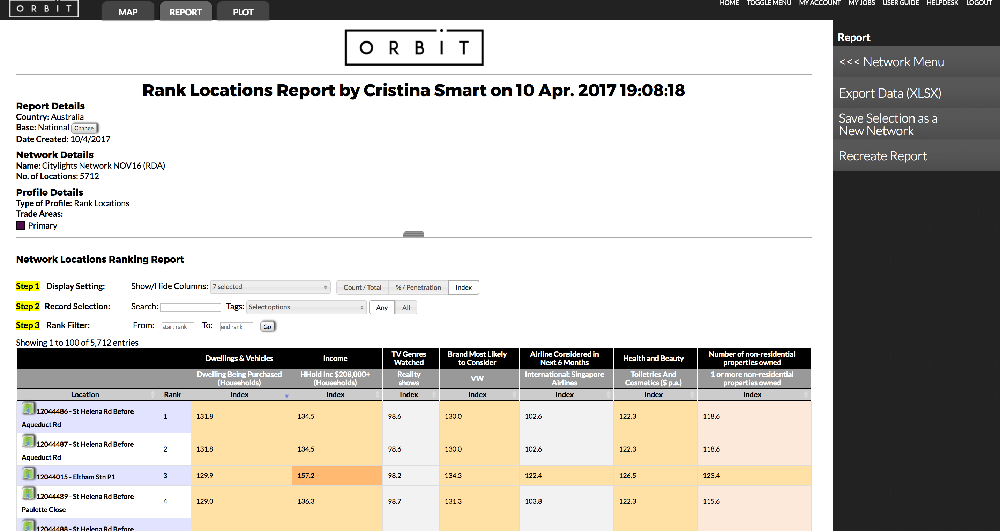 ORBIT
MAP REPORT PLOT
HOME TOGGLE MENU MY ACCOUNT MY JOBS USER GUIDE HELPDESK LOGOUT
ORBIT
Rank Locations Report by Cristina Smart on 10 Apr. 2017 19:08:18
Report Details
Country: Australia
Base: National Change
Date Created: 10/4/2017
Network Details
Name: Citylights Network NOV16 (RDA)
No. of Locations: 5712
Profile Details
Type of Profile: Rank Locations
Trade Areas:
Primary
Network Locations Ranking Report
Step 1 Display Setting: Show/Hide Columns: 7 selected Count / Total % / Penetration Index
Step 2 Record Selection: Search: Tags: Select options Any All
Step 3 Rank Filter: From: start rank To: end rank Go
Showing 1 to 100 of 5,712 entries
Dwellings & Vehicles Income TV Genres Watched Brand Most Likely to Consider Airline Considered in Next 6 Months Health and Beauty Number of non-residential properties owned
Dwelling Being Purchased (Households) HHold Inc $208,000+ (Households) Reality shows VW International: Singapore Airlines Toiletries And Cosmetics ($ p.a.) 1 or more non-residential properties owned
Location Rank Index Index Index Index Index Index Index
12044486 - St Helena Rd Before Aqueduct Rd 1 131.8 134.5 98.6 130.0 102.6 122.3 118.6
12044487 - St Helena Rd Before Aqueduct Rd 2 131.8 134.5 98.6 130.0 102.6 122.3 118.6
12044015 - Eltham Stn P1 3 129.9 157.2 98.2 134.3 122.4 126.5 123.4
12044489 - St Helena Rd Before Paulette Close 4 129.0 136.3 98.7 131.3 103.8 122.3 115.6
12044488 - St Helena Rd Before
Report
<<< Network Menu
Export Data (XLSX)
Save Selection as a
New Network
Recreate Report